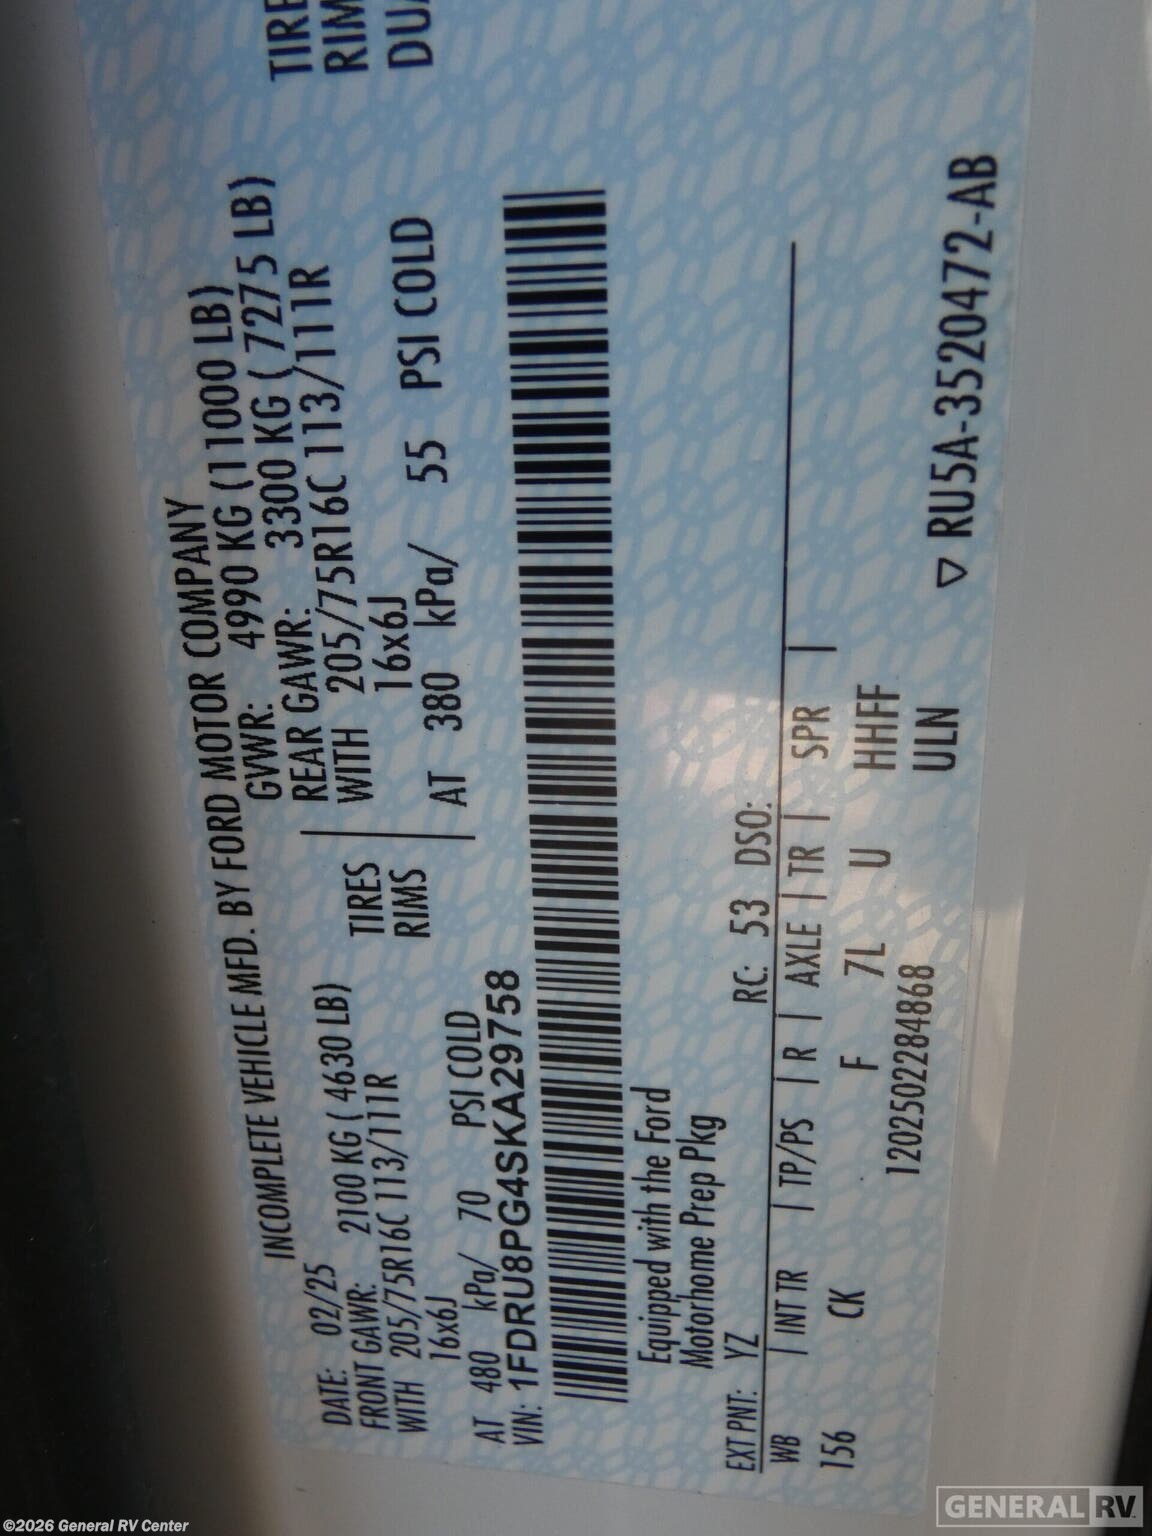 INCOMPLETE VEHICLE MFD. BY FORD MOTOR COMPANY
DATE: 02/25 GVWR: 4990 KG (11000 LB)
FRONT GAWR: 2100 KG ( 4630 LB) REAR GAWR: 3300 KG ( 7275 LB)
WITH 205/75R16C 113/111R TIRES WITH 205/75R16C 113/111R TIRE
16x6J RIMS 16x6J RIM
AT 480 kPa/ 70 PSI COLD AT 380 kPa/ 55 PSI COLD DUA
VIN: 1FDRU8PG4SKA29758
Equipped with the Ford
Motorhome Prep Pkg
EXT PNT: YZ RC: 53 DSO:
WB | INT TR | TP/PS | R | AXLE | TR | SPR |
156 CK F 7L U HHFF
1202502284868 ULN
▽ RU5A-3520472-AB
©2026 General RV Center
GENERAL RV